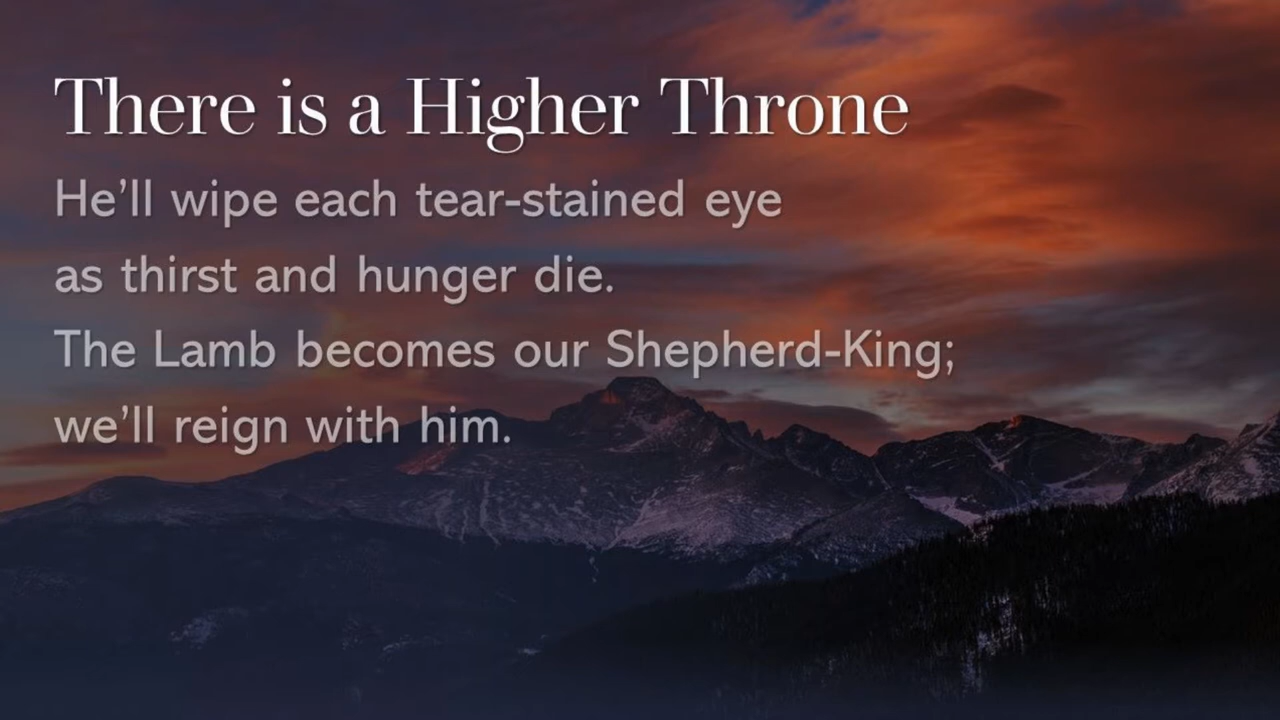 There is a Higher Throne
He’ll wipe each tear-stained eye
as thirst and hunger die.
The Lamb becomes our Shepherd-King;
we’ll reign with him.